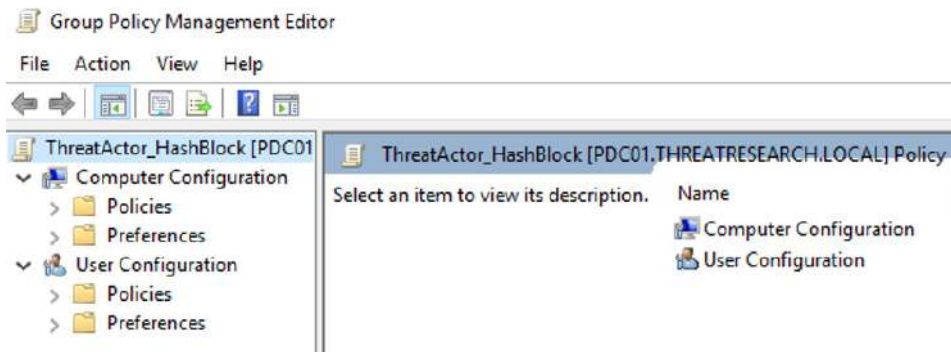 Group Policy Management Editor
File Action View Help
ThreatActor_HashBlock [PDC01
Computer Configuration
Policies
Preferences
User Configuration
Policies
Preferences
ThreatActor_HashBlock [PDC01.THREATRESEARCH.LOCAL] Policy
Select an item to view its description.
Name
Computer Configuration
User Configuration